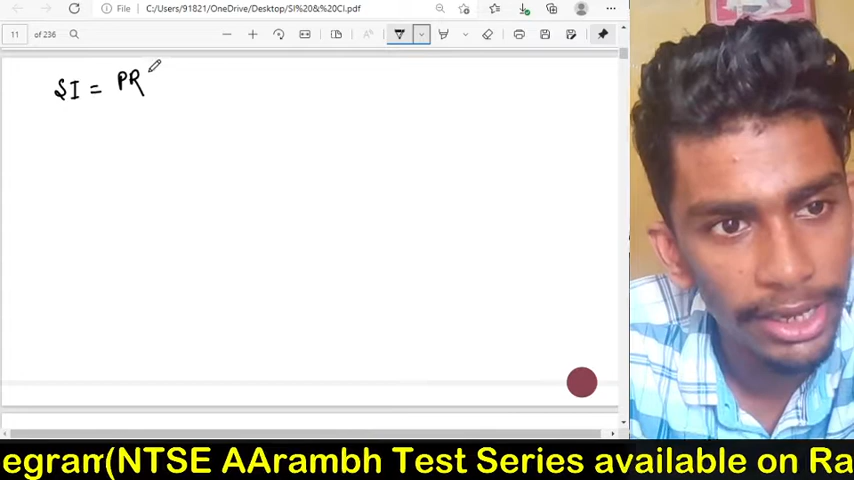 File
C:/Users/91821/OneDrive/Desktop/SI%20&%20CI.pdf
11 of 236
SI = PR
egram(NTSE AArambh Test Series available on Ra